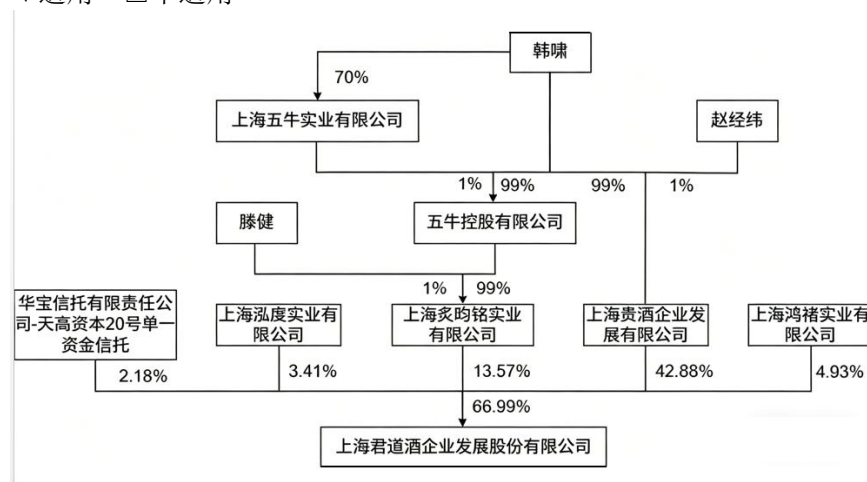 韩啸
70%
上海五牛实业有限公司
赵经纬
1%
99%
99%
1%
滕健
五牛控股有限公司
1%
99%
华宝信托有限责任公
司-天高资本20号单一
资金信托
上海泓度实业有
限公司
上海炙昀铭实业
有限公司
上海贵酒企业发
展有限公司
上海鸿褚实业有
限公司
2.18%
3.41%
13.57%
42.88%
4.93%
66.99%
上海君道酒企业发展股份有限公司